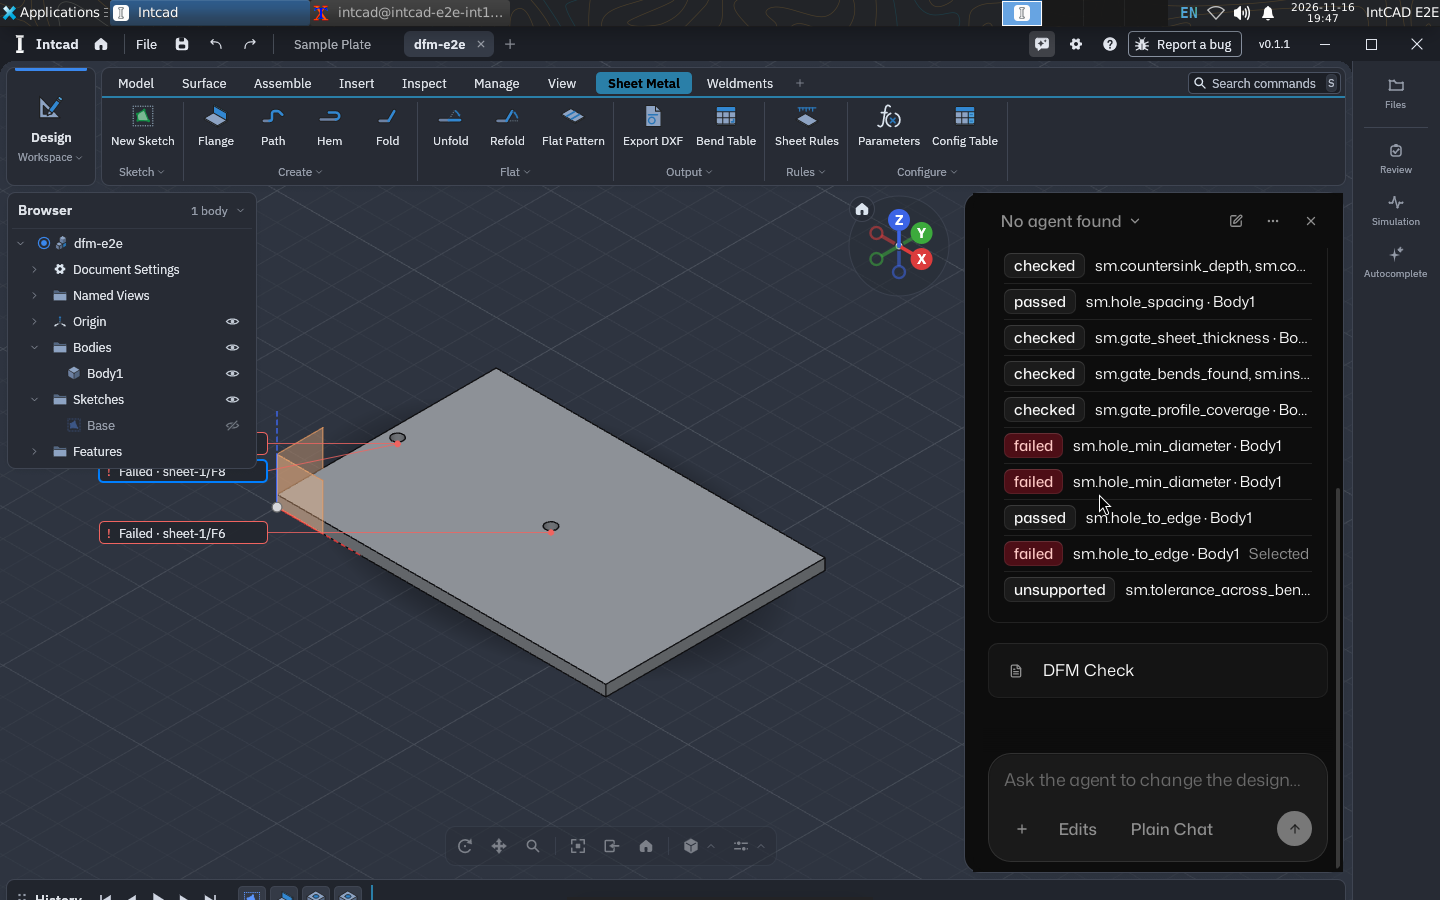 Applications
Intcad
intcad@intcad-e2e-int1...
EN
2026-11-16
19:47
IntCAD E2E
Intcad
File
Sample Plate
dfm-e2e
Report a bug
v0.1.1
Design
Workspace
Model
Surface
Assemble
Insert
Inspect
Manage
View
Sheet Metal
Weldments
Search commands
S
New Sketch
Flange
Path
Hem
Fold
Unfold
Refold
Flat Pattern
Export DXF
Bend Table
Sheet Rules
Parameters
Config Table
Sketch
Create
Flat
Output
Rules
Configure
Files
Review
Simulation
Autocomplete
Browser
1 body
dfm-e2e
Document Settings
Named Views
Origin
Bodies
Body1
Sketches
Base
Features
! Failed · sheet-1/F8
! Failed · sheet-1/F6
Z
Y
X
No agent found
checked sm.countersink_depth, sm.co...
passed sm.hole_spacing · Body1
checked sm.gate_sheet_thickness · Bo...
checked sm.gate_bends_found, sm.ins...
checked sm.gate_profile_coverage · Bo...
failed sm.hole_min_diameter · Body1
failed sm.hole_min_diameter · Body1
passed sm.hole_to_edge · Body1
failed sm.hole_to_edge · Body1 Selected
unsupported sm.tolerance_across_ben...
DFM Check
Ask the agent to change the design...
Edits
Plain Chat
History